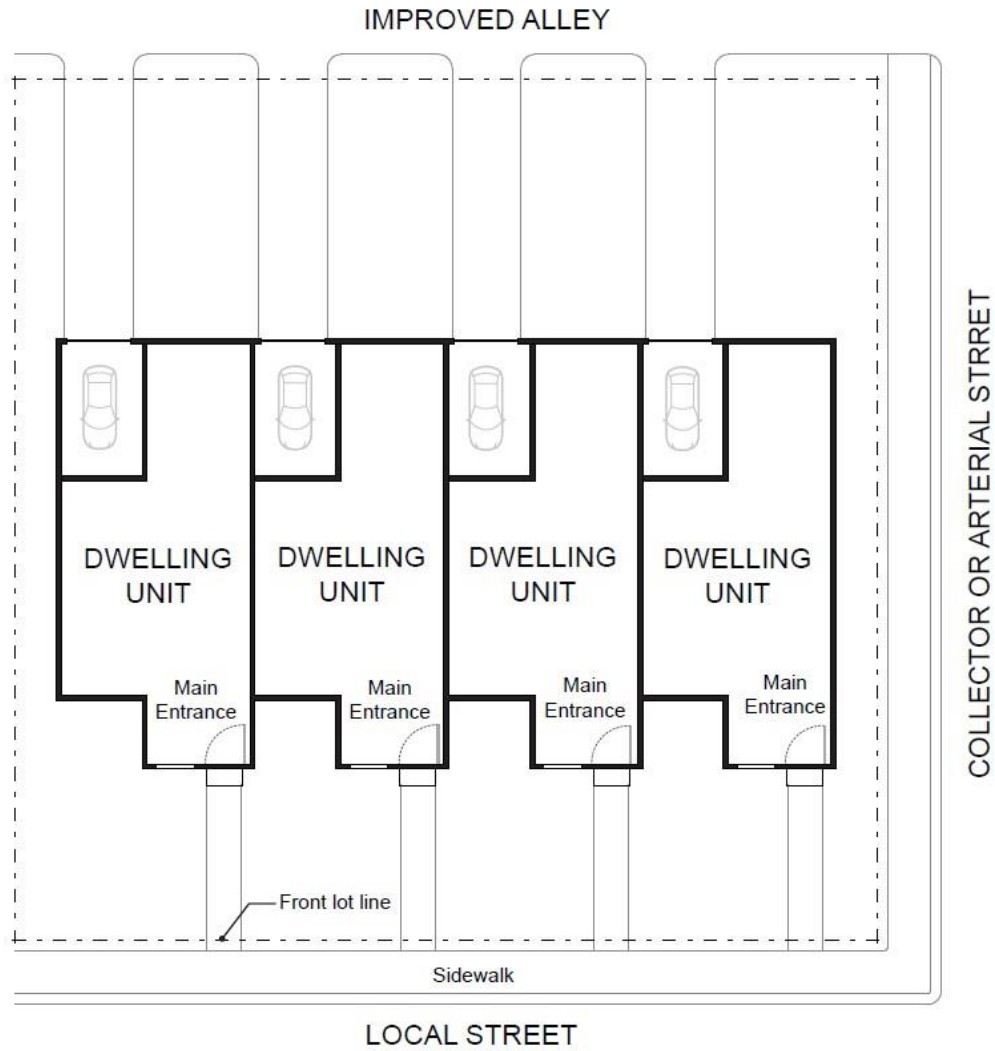 IMPROVED ALLEY
DWELLING
UNIT
DWELLING
UNIT
DWELLING
UNIT
DWELLING
UNIT
Main
Entrance
Main
Entrance
Main
Entrance
Main
Entrance
Front lot line
Sidewalk
LOCAL STREET
COLLECTOR OR ARTERIAL STRRET